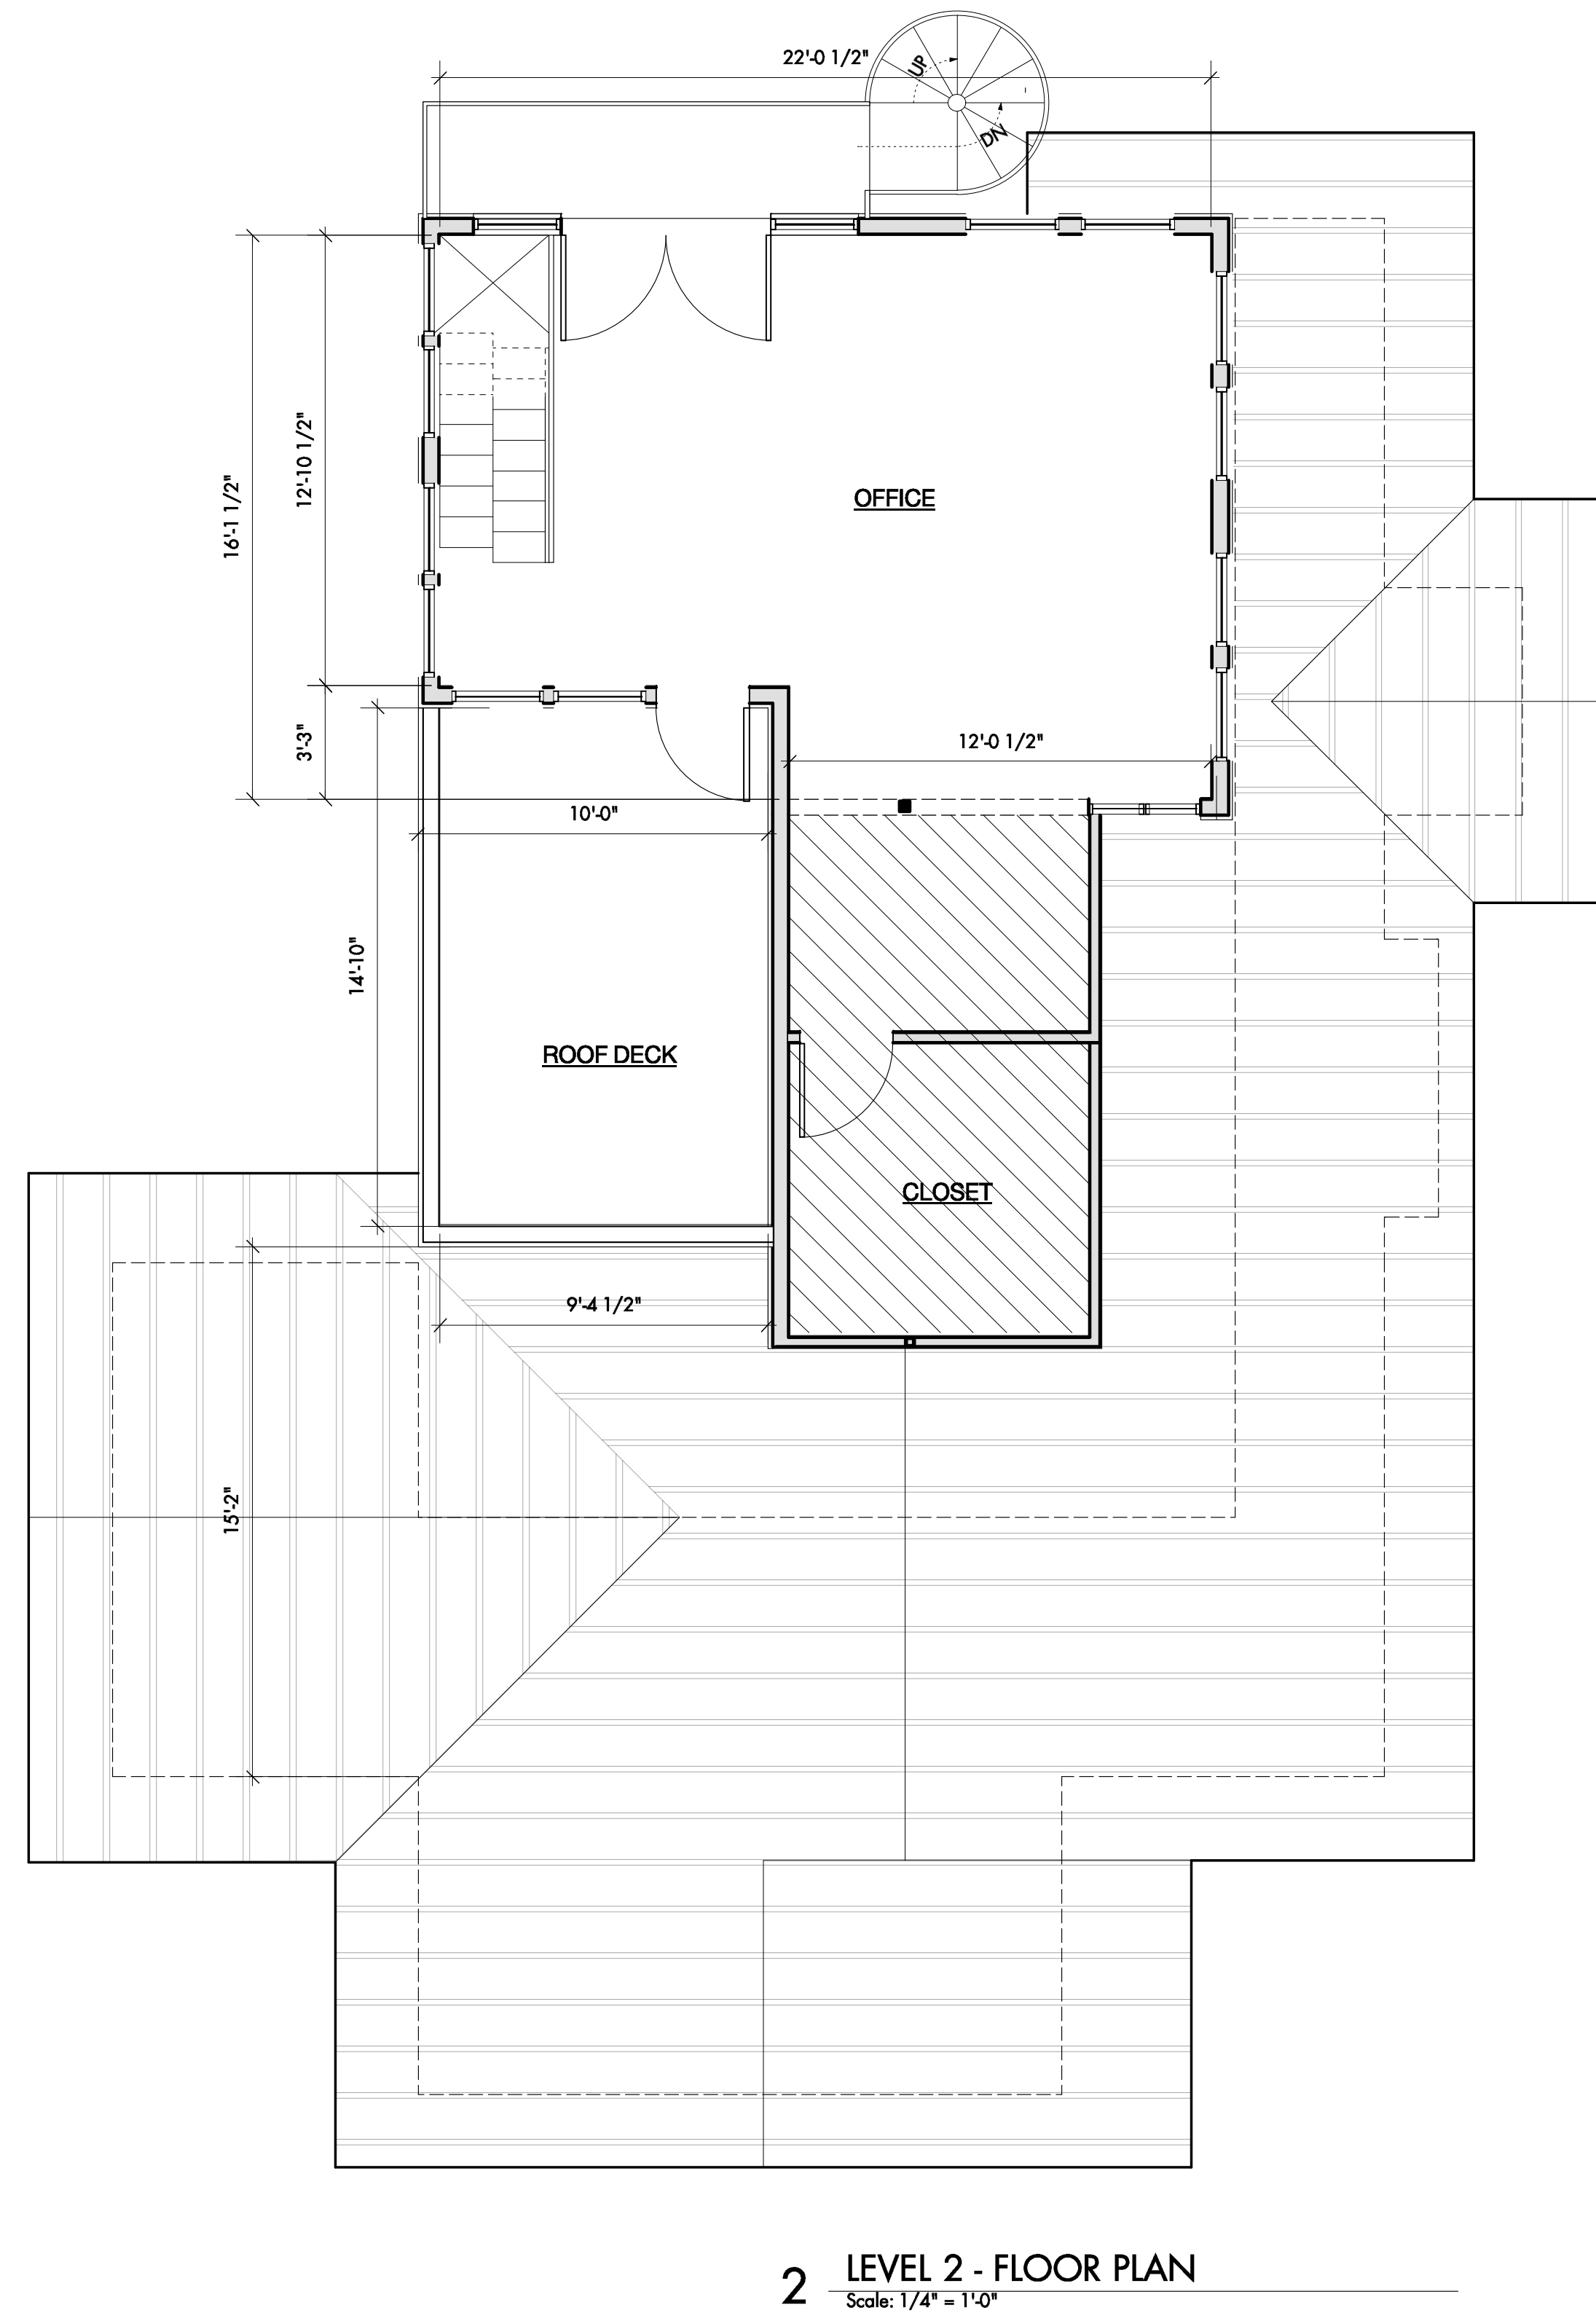 22'-0 1/2"
UP
DN
12'-10 1/2"
16'-1 1/2"
OFFICE
3'-3"
12'-0 1/2"
10'-0"
14'-10"
ROOF DECK
CLOSET
9'-4 1/2"
15'-2"
2 LEVEL 2 - FLOOR PLAN
Scale: 1/4" = 1'-0"